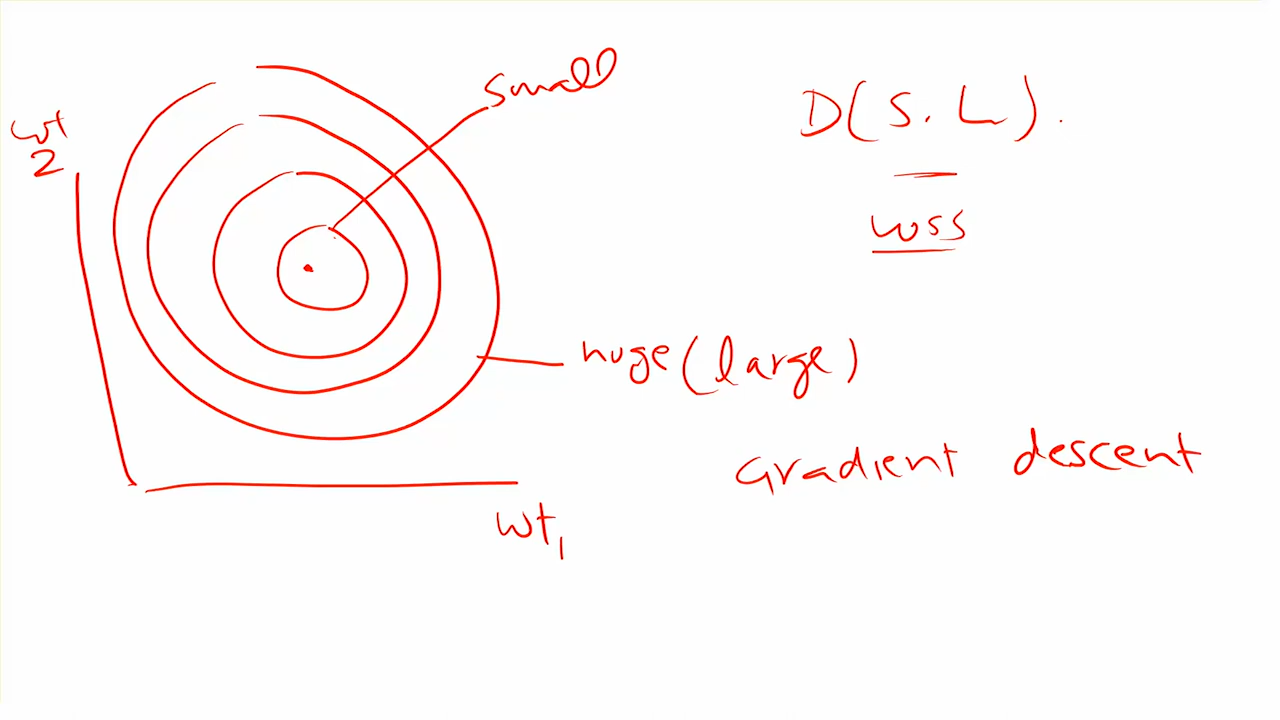 small
D(S.L).
wt
2
loss
huge(large)
Gradient descent
wt1